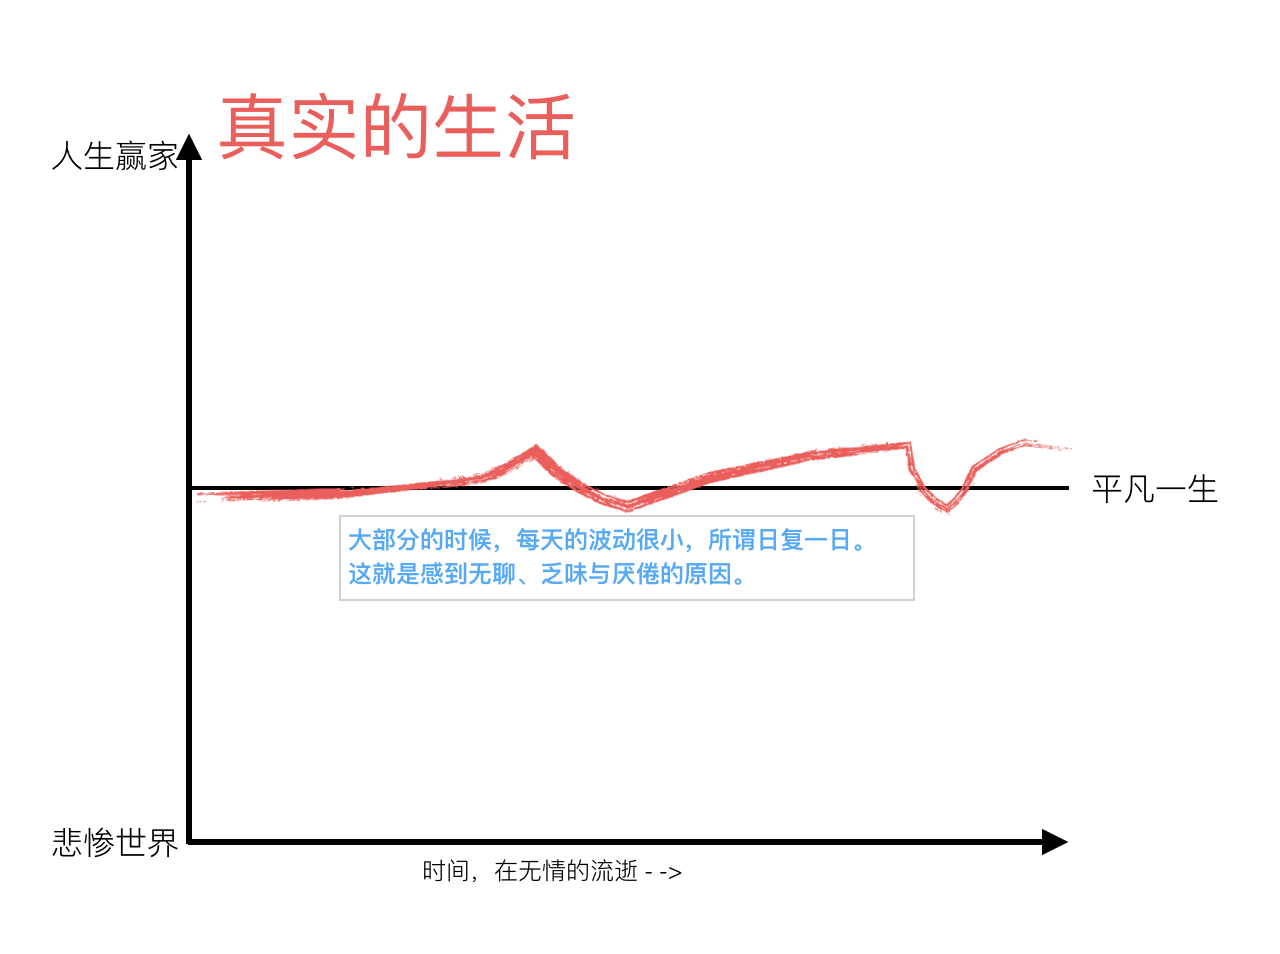 真实的生活
人生赢家
平凡一生
大部分的时候，每天的波动很小，所谓日复一日。
这就是感到无聊、乏味与厌倦的原因。
悲惨世界
时间，在无情的流逝 - ->